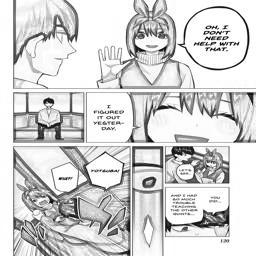 OH, I
DON'T
NEED
HELP WITH
THAT.
I
FIGURED
IT OUT
YESTER-
DAY.
LET'S
SEE.
YOU
DID...
AND I HAD
SO MUCH
TROUBLE
TEACHING
THE OTHER
QUINTS...
YOTSUBA!
WHAT?
120